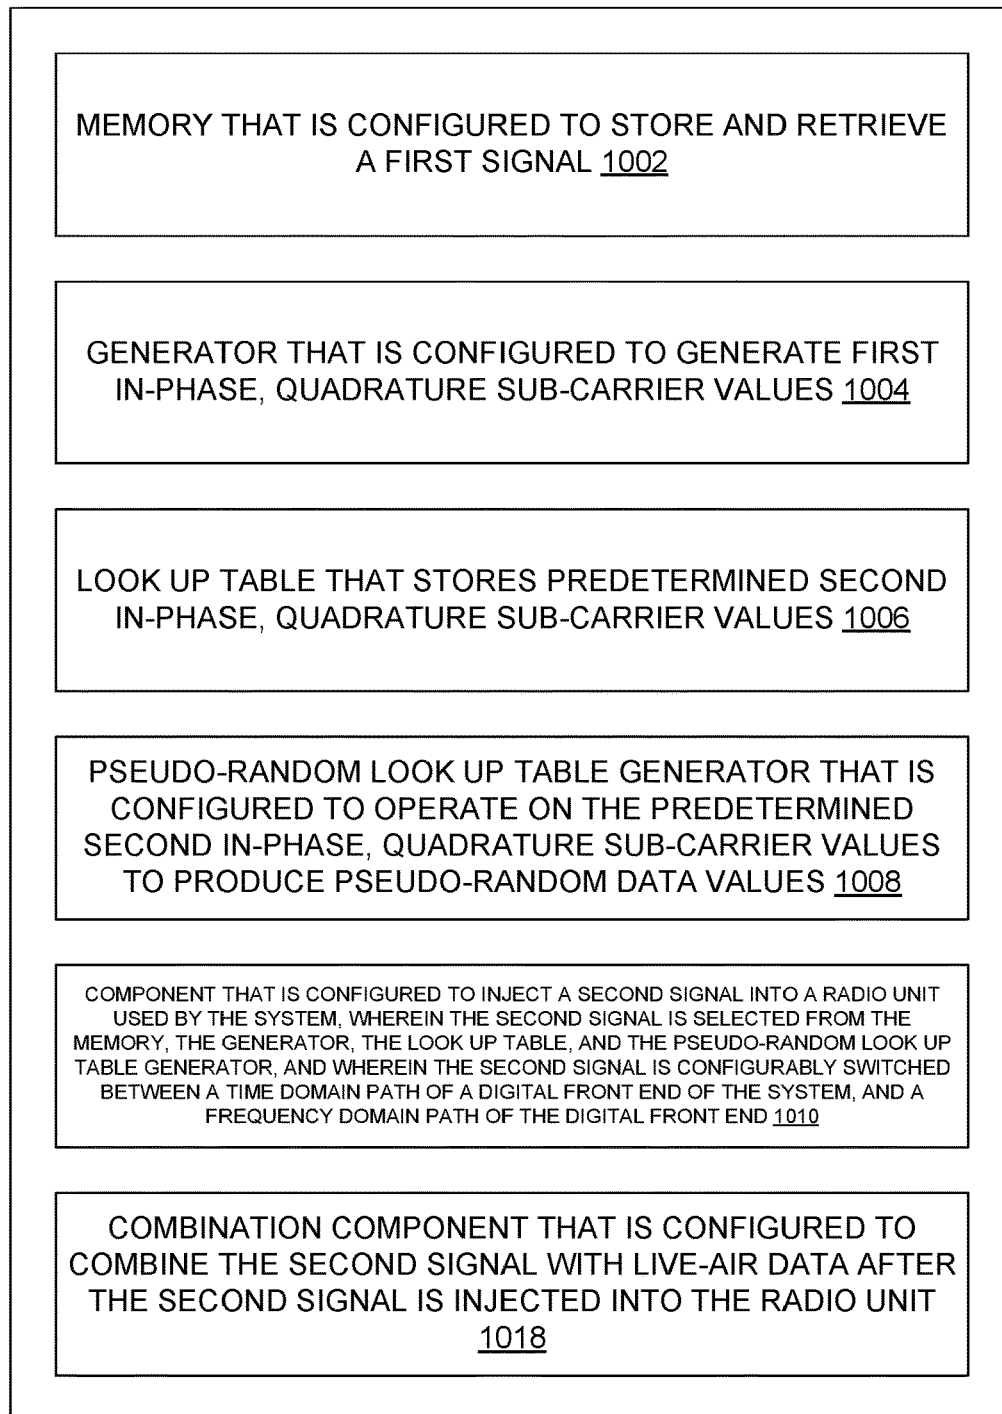 MEMORY THAT IS CONFIGURED TO STORE AND RETRIEVE
A FIRST SIGNAL 1002
GENERATOR THAT IS CONFIGURED TO GENERATE FIRST
IN-PHASE, QUADRATURE SUB-CARRIER VALUES 1004
LOOK UP TABLE THAT STORES PREDETERMINED SECOND
IN-PHASE, QUADRATURE SUB-CARRIER VALUES 1006
PSEUDO-RANDOM LOOK UP TABLE GENERATOR THAT IS
CONFIGURED TO OPERATE ON THE PREDETERMINED
SECOND IN-PHASE, QUADRATURE SUB-CARRIER VALUES
TO PRODUCE PSEUDO-RANDOM DATA VALUES 1008
COMPONENT THAT IS CONFIGURED TO INJECT A SECOND SIGNAL INTO A RADIO UNIT
USED BY THE SYSTEM, WHEREIN THE SECOND SIGNAL IS SELECTED FROM THE
MEMORY, THE GENERATOR, THE LOOK UP TABLE, AND THE PSEUDO-RANDOM LOOK UP
TABLE GENERATOR, AND WHEREIN THE SECOND SIGNAL IS CONFIGURABLY SWITCHED
BETWEEN A TIME DOMAIN PATH OF A DIGITAL FRONT END OF THE SYSTEM, AND A
FREQUENCY DOMAIN PATH OF THE DIGITAL FRONT END 1010
COMBINATION COMPONENT THAT IS CONFIGURED TO
COMBINE THE SECOND SIGNAL WITH LIVE-AIR DATA AFTER
THE SECOND SIGNAL IS INJECTED INTO THE RADIO UNIT
1018